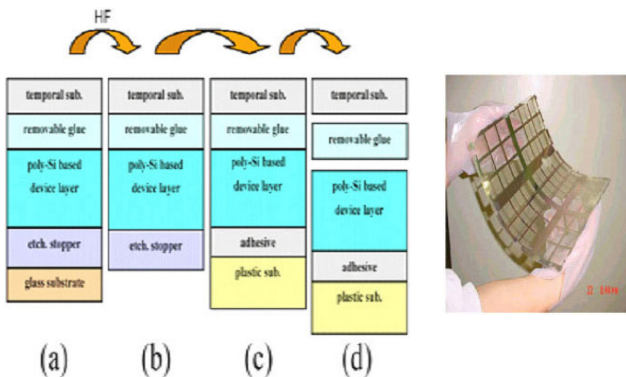 HF
temporal sub.
removable glue
poly-Si based
device layer
etch. stopper
glass substrate
(a)
temporal sub.
removable glue
poly-Si based
device layer
etch. stopper
(b)
temporal sub.
removable glue
poly-Si based
device layer
adhesive
plastic sub.
(c)
temporal sub.
removable glue
poly-Si based
device layer
adhesive
plastic sub.
(d)